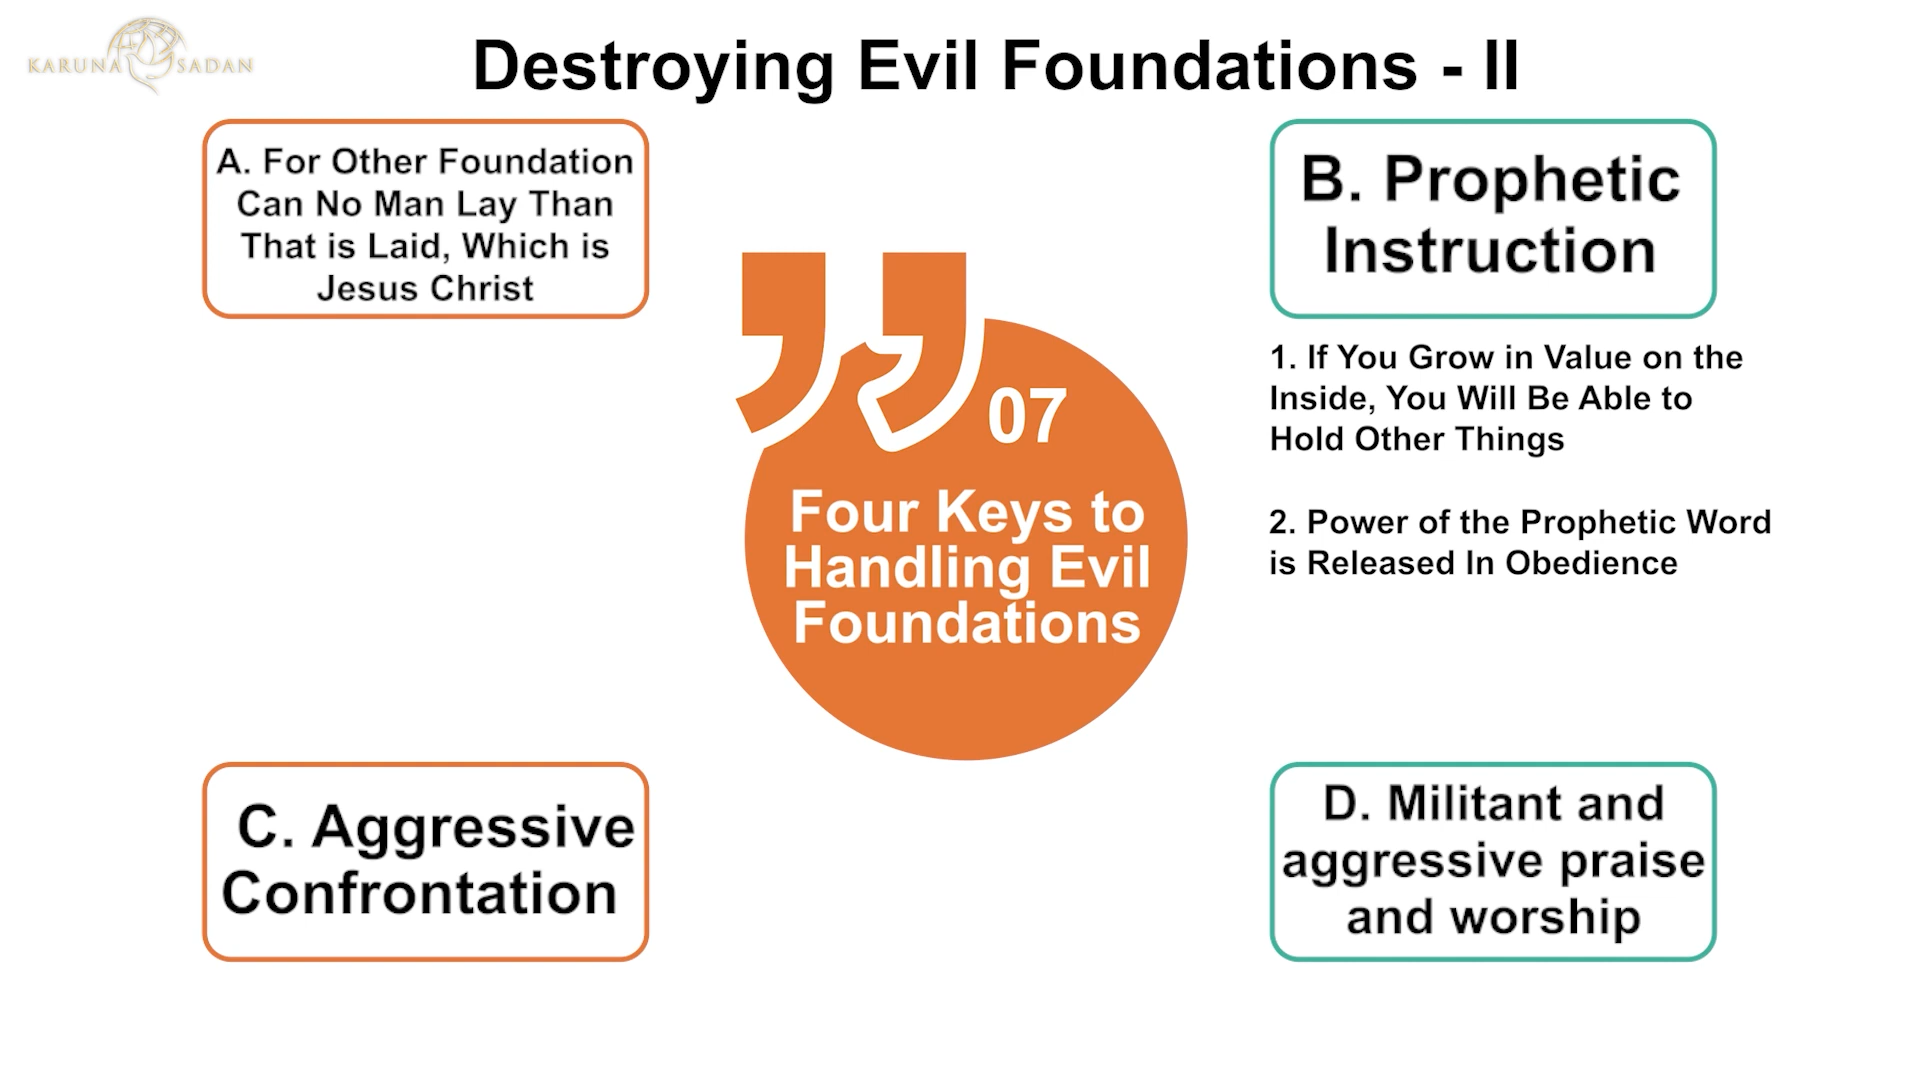 KARUNA SADAN
Destroying Evil Foundations - II
A. For Other Foundation
Can No Man Lay Than
That is Laid, Which is
Jesus Christ
B. Prophetic
Instruction
1. If You Grow in Value on the
Inside, You Will Be Able to
Hold Other Things
2. Power of the Prophetic Word
is Released In Obedience
07
Four Keys to
Handling Evil
Foundations
C. Aggressive
Confrontation
D. Militant and
aggressive praise
and worship